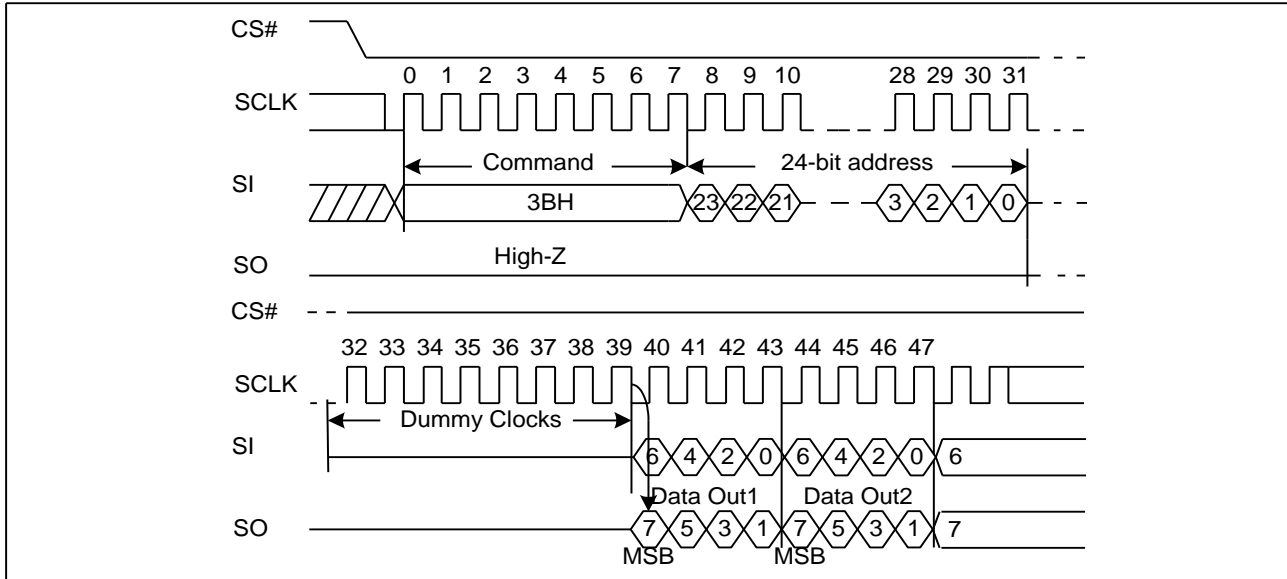 CS#
0 1 2 3 4 5 6 7 8 9 10 28 29 30 31
SCLK
Command 24-bit address
SI
3BH 23 22 21 3 2 1 0
High-Z
SO
CS#
32 33 34 35 36 37 38 39 40 41 42 43 44 45 46 47
SCLK
Dummy Clocks
SI
6 4 2 0 6 4 2 0 6
Data Out1 Data Out2
SO
7 5 3 1 7 5 3 1 7
MSB MSB